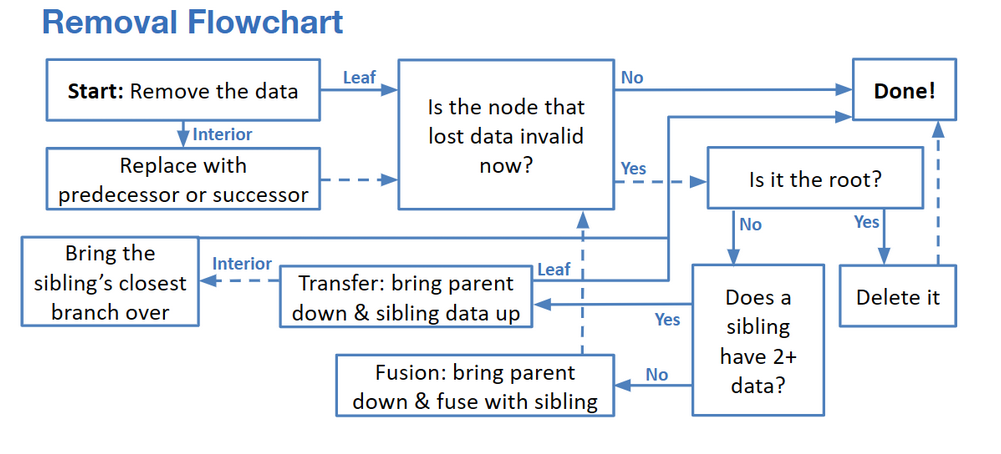 Removal Flowchart
Start: Remove the data
Leaf
Interior
Replace with
predecessor or successor
Is the node that
lost data invalid
now?
No
Yes
Done!
Is it the root?
No
Yes
Bring the
sibling's closest
branch over
Interior
Transfer: bring parent
down & sibling data up
Leaf
Yes
Does a
sibling
have 2+
data?
Delete it
Fusion: bring parent
down & fuse with sibling
No